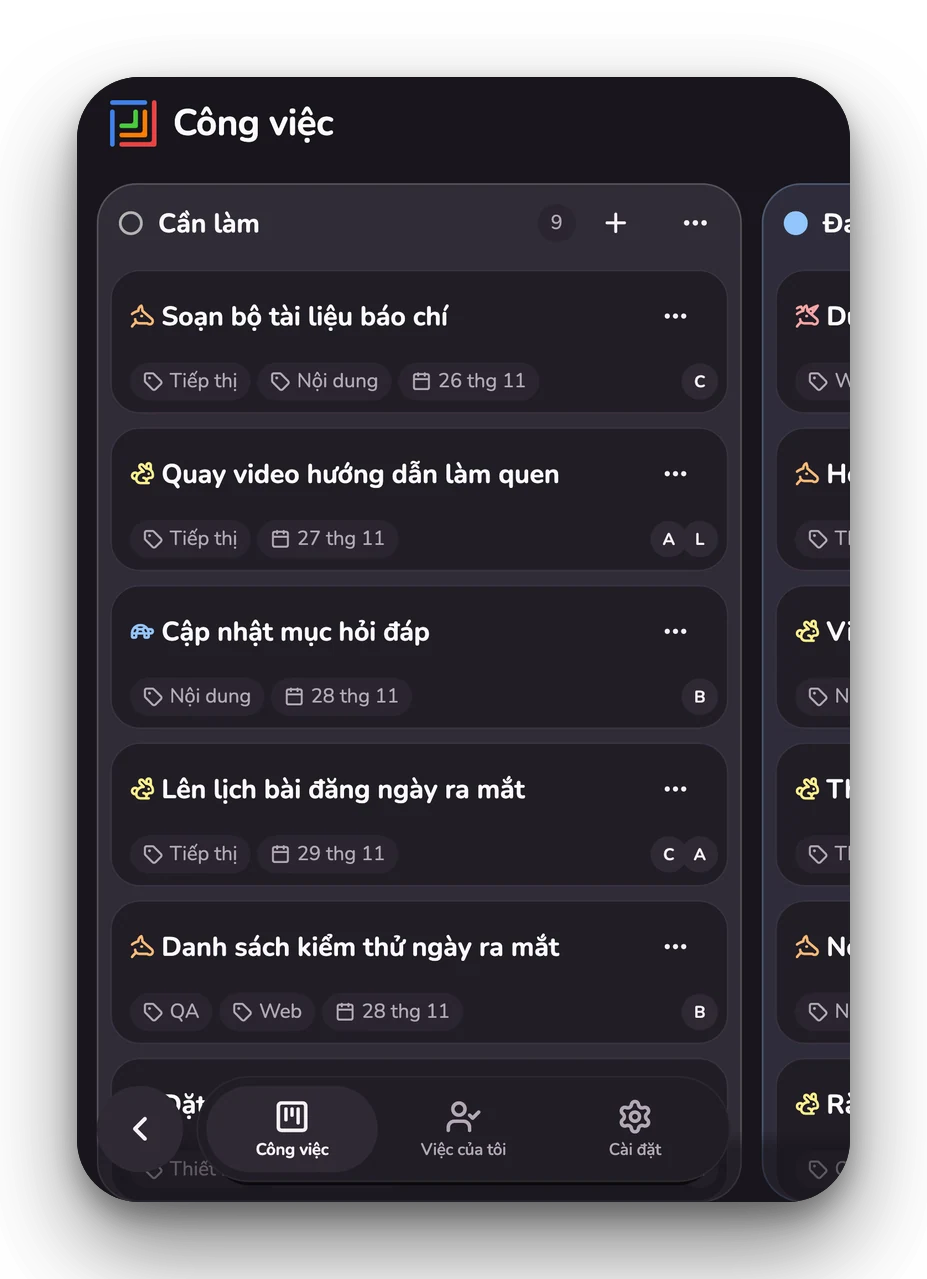 Công việc
Cần làm 9
Soạn bộ tài liệu báo chí
Tiếp thị Nội dung 26 thg 11 C
Quay video hướng dẫn làm quen
Tiếp thị 27 thg 11 A L
Cập nhật mục hỏi đáp
Nội dung 28 thg 11 B
Lên lịch bài đăng ngày ra mắt
Tiếp thị 29 thg 11 C A
Danh sách kiểm thử ngày ra mắt
QA Web 28 thg 11 B
Đặt
Công việc
Việc của tôi
Cài đặt